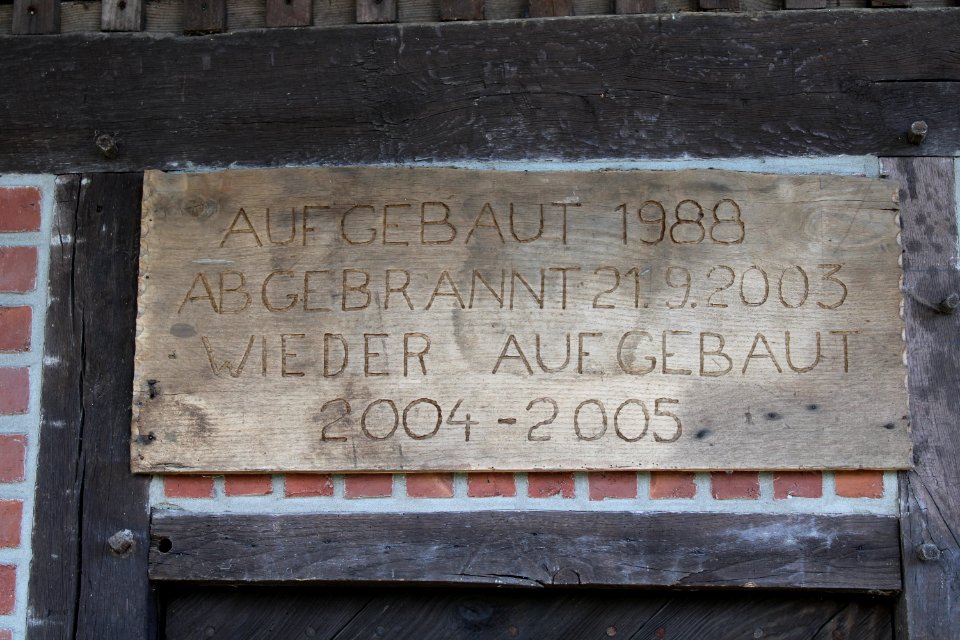 AUFGEBAUT 1988
ABGEBRANNT 21.9.2003
WIEDER AUFGEBAUT
2004-2005